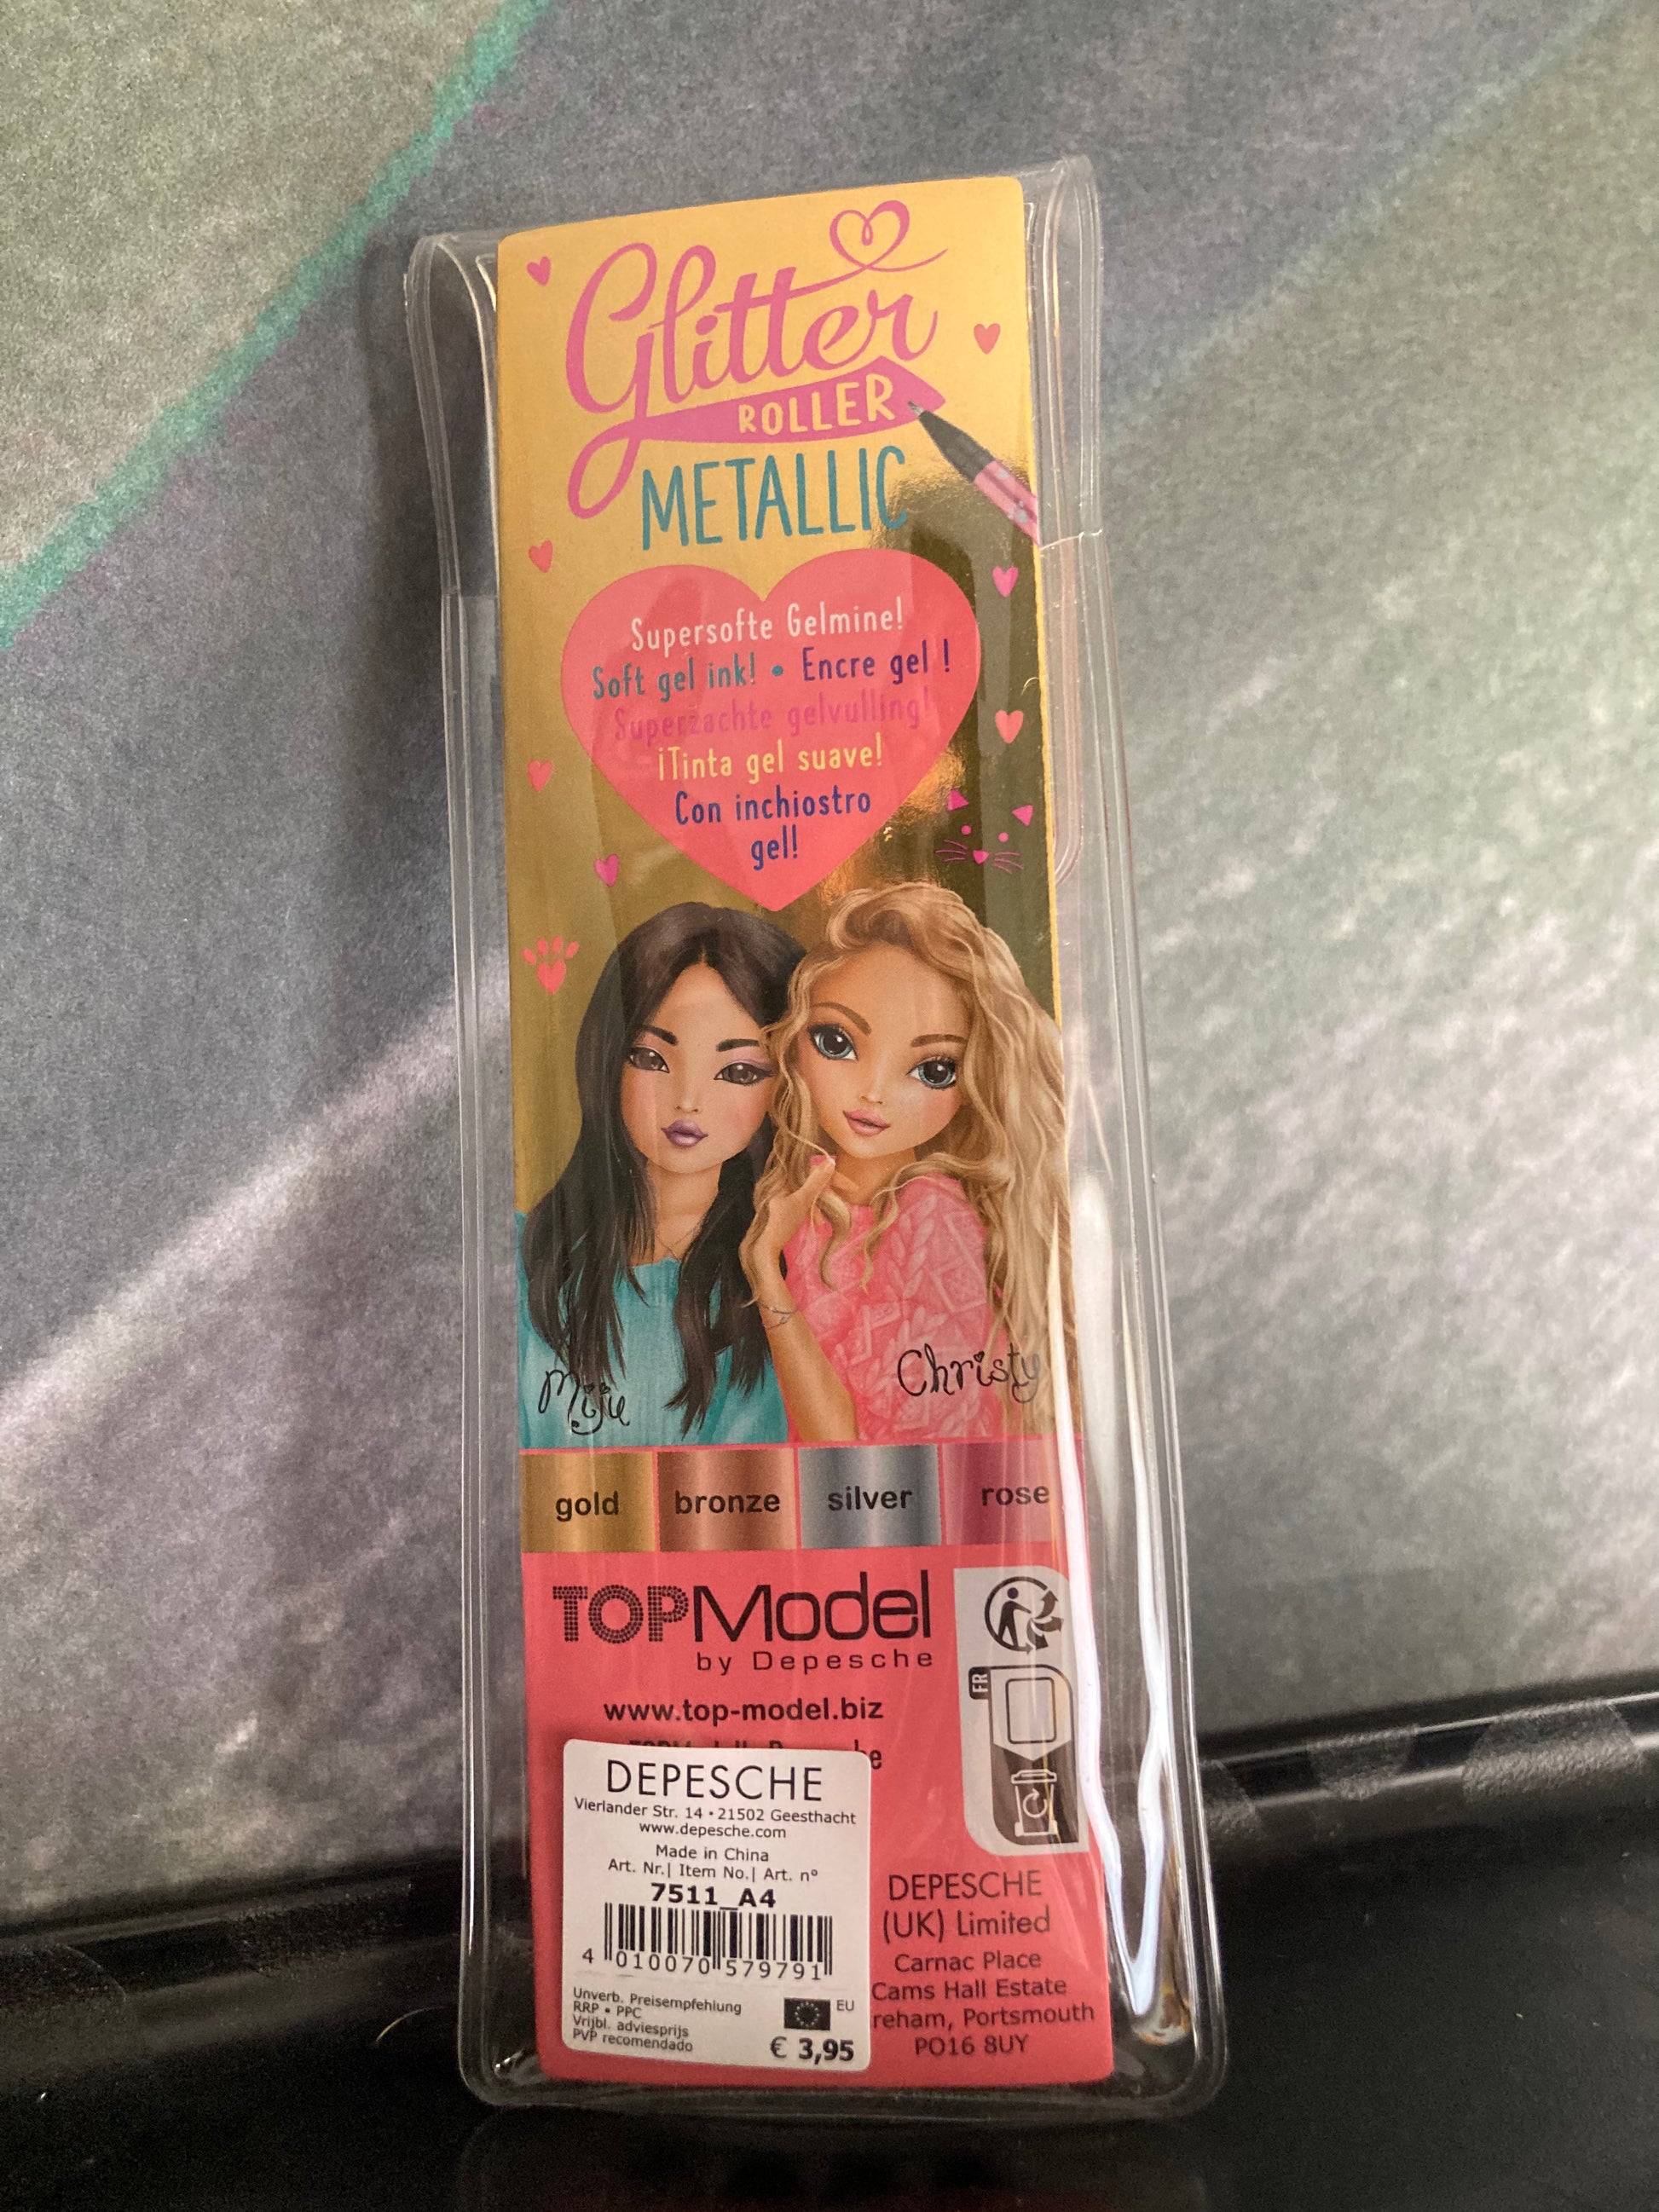 Glitter
ROLLER
METALLIC
Supersofte Gelmine!
Soft gel ink! • Encre gel !
Superzachte gelvulling!
¡Tinta gel suave!
Con inchiostro
gel!
Miju
Christy
gold bronze silver rose
TOPModel
by Depesche
www.top-model.biz
FR
DEPESCHE
Vierlander Str. 14 • 21502 Geesthacht
www.depesche.com
Made in China
Art. Nr.| Item No.| Art. n°
7511_A4
4 010070 579791
Unverb. Preisempfehlung
RRP • PPC
Vrijbl. adviesprijs
PVP recomendado
EU
€ 3,95
DEPESCHE
(UK) Limited
Carnac Place
Cams Hall Estate
reham, Portsmouth
PO16 8UY